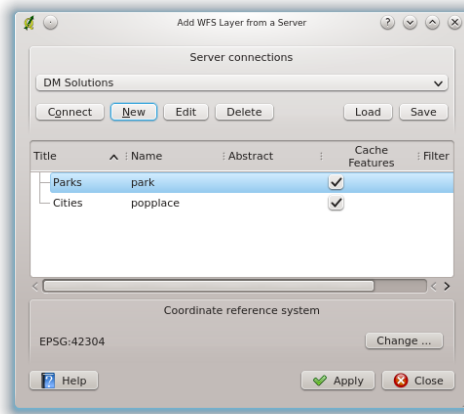 Add WFS Layer from a Server
Server connections
DM Solutions
Connect New Edit Delete Load Save
Title Name Abstract Cache Features Filter
Parks park
Cities popplace
Coordinate reference system
EPSG:42304
Change ...
Help Apply Close